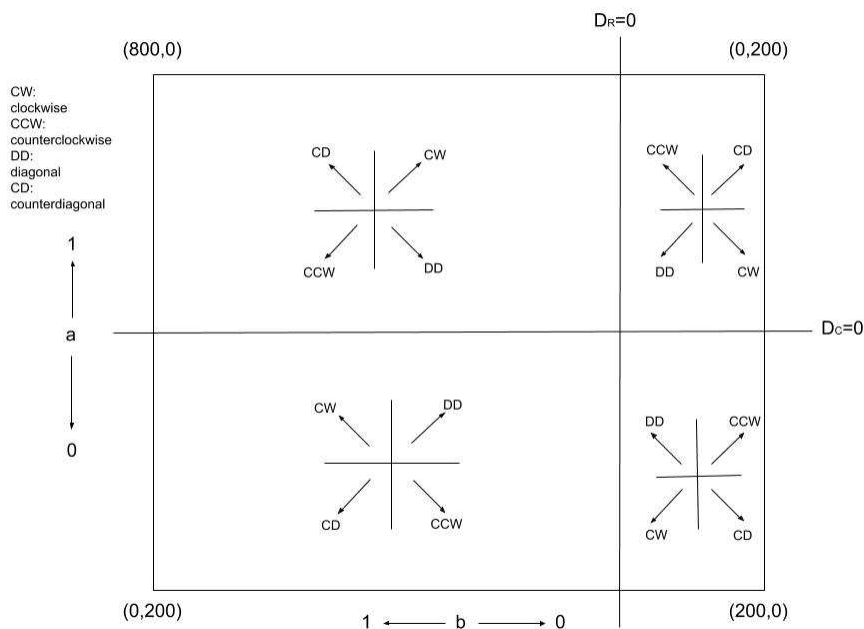 DR=0
(800,0)
(0,200)
CW:
clockwise
CCW:
counterclockwise
DD:
diagonal
CD:
counterdiagonal
CD
CW
CCW
DD
CCW
CD
DD
CW
1
a
0
DC=0
CW
DD
CD
CCW
DD
CCW
CW
CD
(0,200)
1
b
0
(200,0)